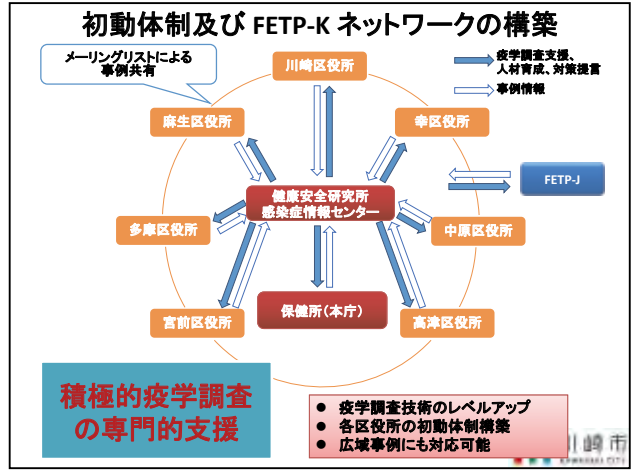 初動体制及び FETP-K ネットワークの構築
メーリングリストによる
事例共有
川崎区役所
疫学調査支援、
人材育成、対策提言
事例情報
麻生区役所
幸区役所
健康安全研究所
感染症情報センター
FETP-J
多摩区役所
中原区役所
保健所(本庁)
宮前区役所
高津区役所
積極的疫学調査
の専門的支援
● 疫学調査技術のレベルアップ
● 各区役所の初動体制構築
● 広域事例にも対応可能
川崎市